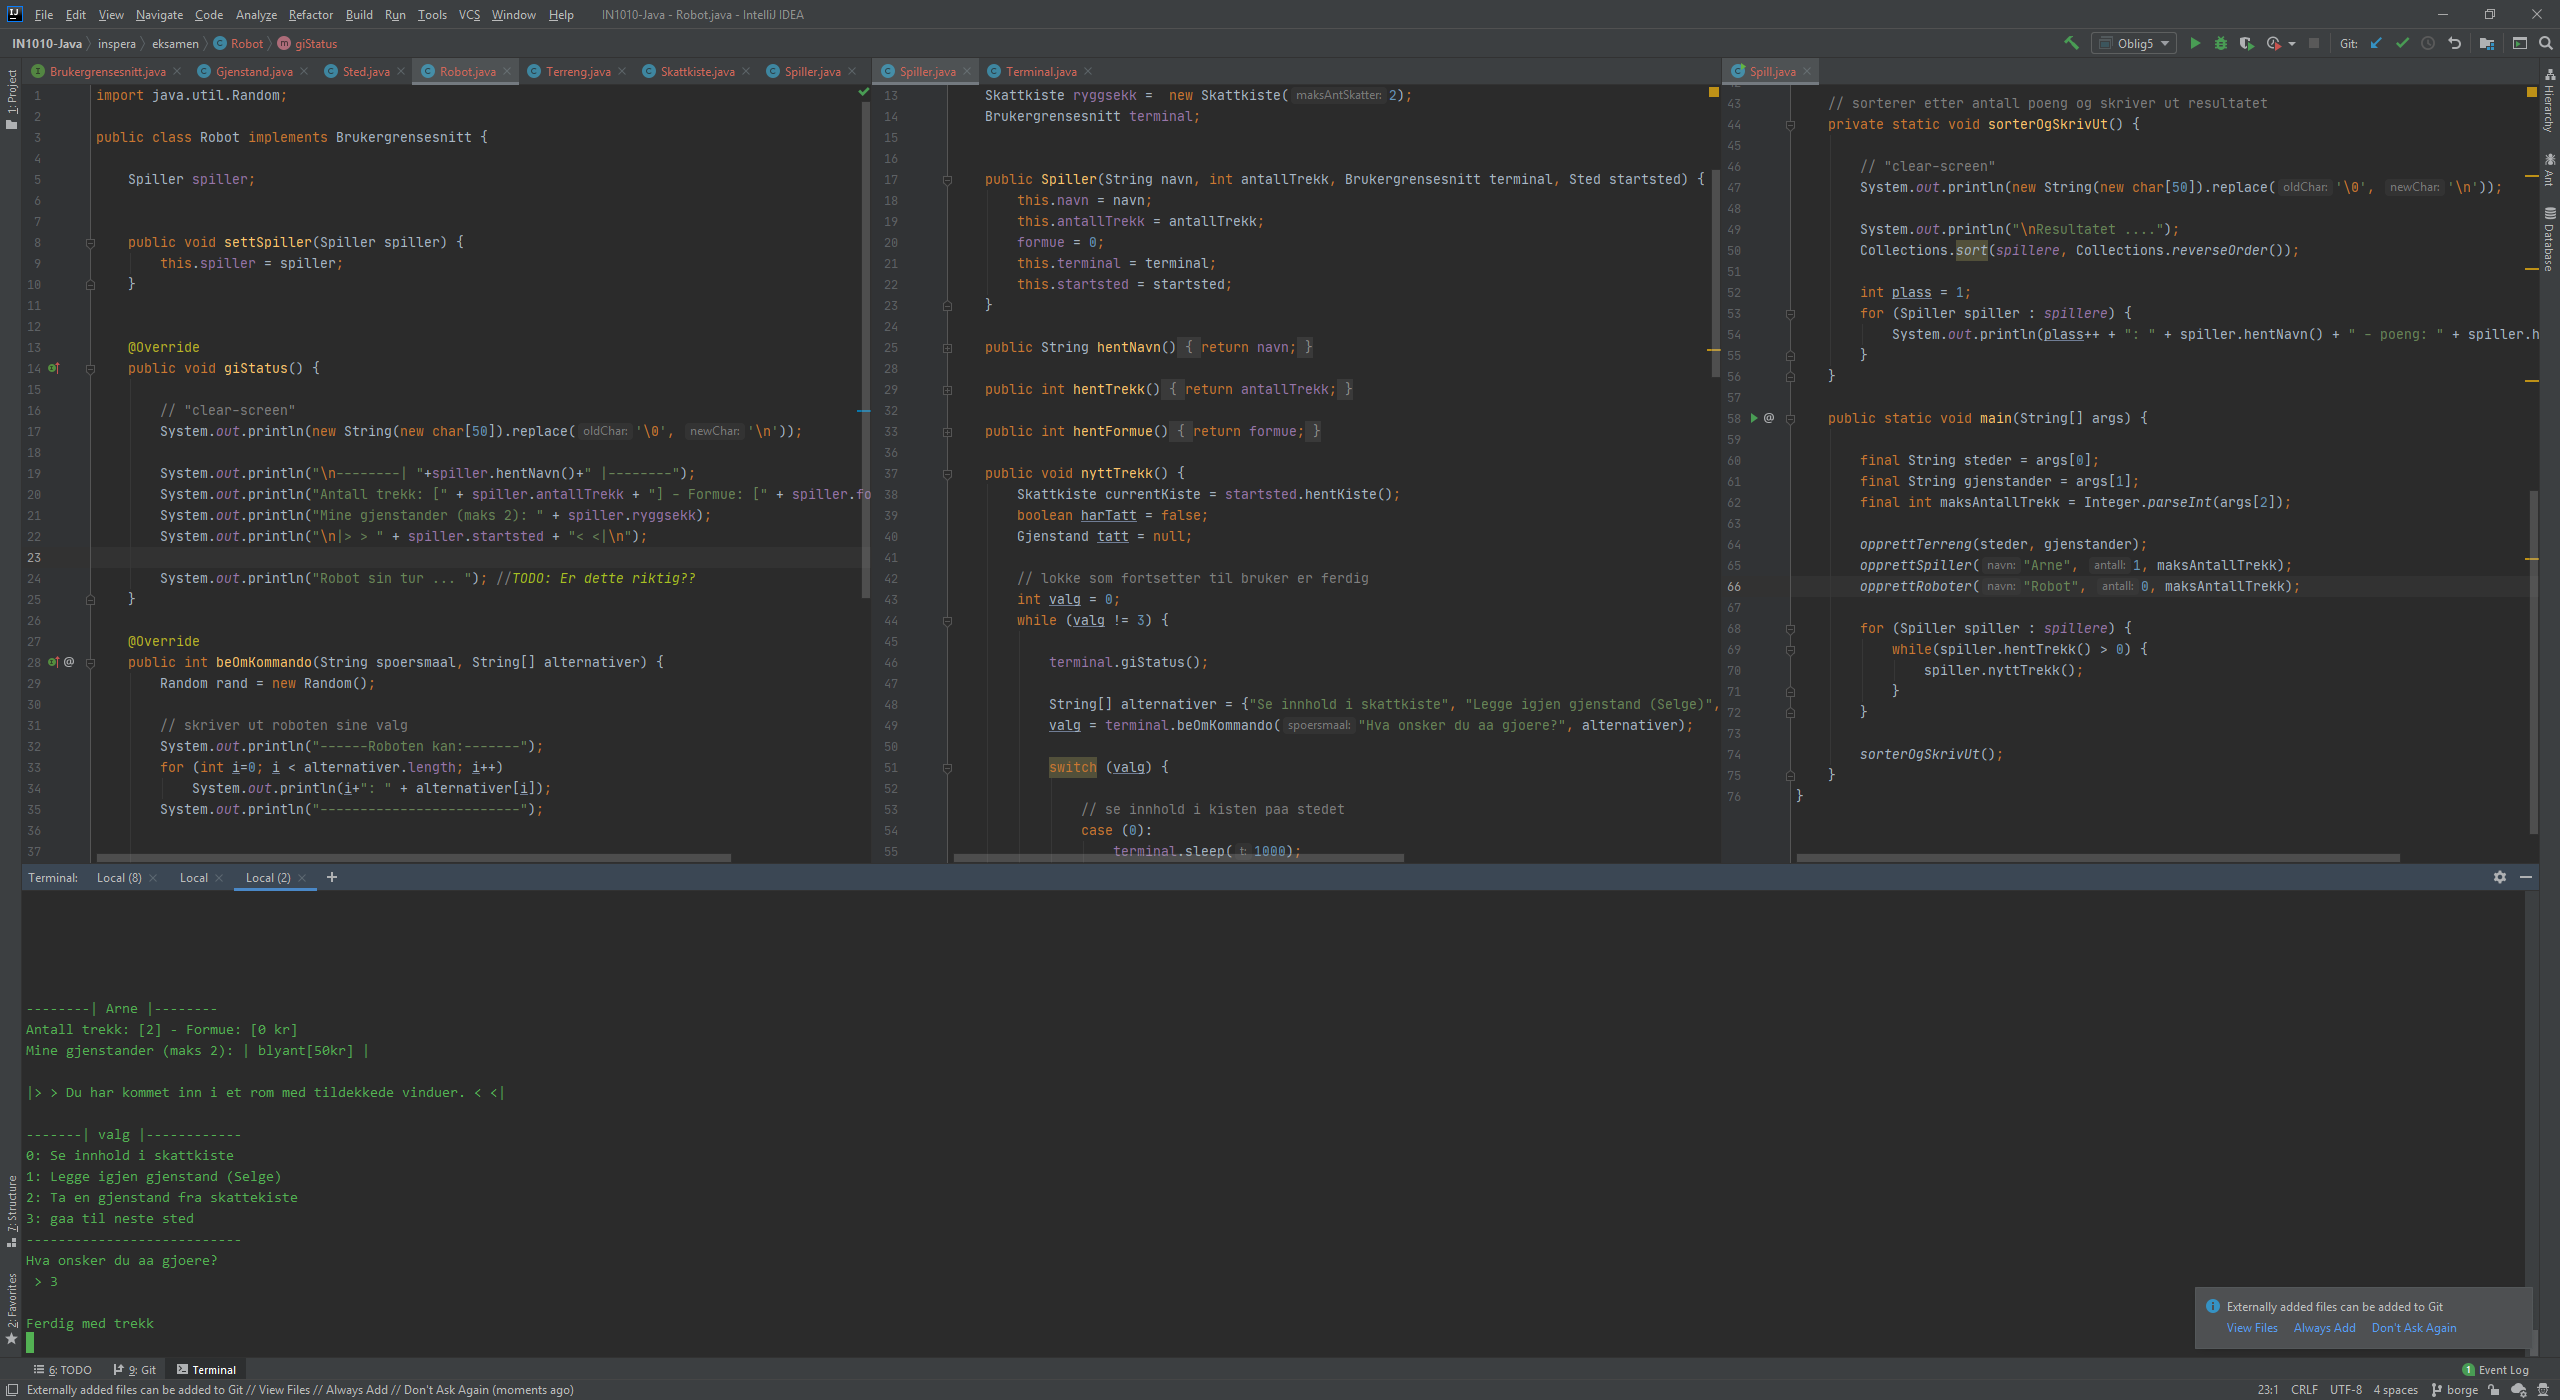 File Edit View Navigate Code Analyze Refactor Build Run Tools VCS Window Help IN1010-Java - Robot.java - IntelliJ IDEA
IN1010-Java inspera eksamen Robot giStatus
Oblig5 Git:
Brukergrensesnitt.java Gjenstand.java Sted.java Robot.java Terreng.java Skattkiste.java Spiller.java
1: Project
1 import java.util.Random;
2
3 public class Robot implements Brukergrensesnitt {
4
5 Spiller spiller;
6
7
8 public void settSpiller(Spiller spiller) {
9 this.spiller = spiller;
10 }
11
12
13 @Override
14 public void giStatus() {
15
16 // "clear-screen"
17 System.out.println(new String(new char[50]).replace( oldChar: '\0', newChar: '\n'));
18
19 System.out.println("\n--------| "+spiller.hentNavn()+" |--------");
20 System.out.println("Antall trekk: [" + spiller.antallTrekk + "] - Formue: [" + spiller.fo
21 System.out.println("Mine gjenstander (maks 2): " + spiller.ryggsekk);
22 System.out.println("\n|> > " + spiller.startsted + "< <|\n");
23
24 System.out.println("Robot sin tur ... "); //TODO: Er dette riktig??
25 }
26
27 @Override
28 public int beOmKommando(String spoersmaal, String[] alternativer) {
29 Random rand = new Random();
30
31 // skriver ut roboten sine valg
32 System.out.println("------Roboten kan:-------");
33 for (int i=0; i < alternativer.length; i++)
34 System.out.println(i+": " + alternativer[i]);
35 System.out.println("-------------------------");
36
37
Spiller.java Terminal.java
13 Skattkiste ryggsekk = new Skattkiste( maksAntSkatter: 2);
14 Brukergrensesnitt terminal;
15
16
17 public Spiller(String navn, int antallTrekk, Brukergrensesnitt terminal, Sted startsted) {
18 this.navn = navn;
19 this.antallTrekk = antallTrekk;
20 formue = 0;
21 this.terminal = terminal;
22 this.startsted = startsted;
23 }
24
25 public String hentNavn() { return navn; }
28
29 public int hentTrekk() { return antallTrekk; }
32
33 public int hentFormue() { return formue; }
36
37 public void nyttTrekk() {
38 Skattkiste currentKiste = startsted.hentKiste();
39 boolean harTatt = false;
40 Gjenstand tatt = null;
41
42 // lokke som fortsetter til bruker er ferdig
43 int valg = 0;
44 while (valg != 3) {
45
46 terminal.giStatus();
47
48 String[] alternativer = {"Se innhold i skattkiste", "Legge igjen gjenstand (Selge)",
49 valg = terminal.beOmKommando( spoersmaal: "Hva onsker du aa gjoere?", alternativer);
50
51 switch (valg) {
52
53 // se innhold i kisten paa stedet
54 case (0):
55 terminal.sleep( t: 1000);
Spill.java
43 // sorterer etter antall poeng og skriver ut resultatet
44 private static void sorterOgSkrivUt() {
45
46 // "clear-screen"
47 System.out.println(new String(new char[50]).replace( oldChar: '\0', newChar: '\n'));
48
49 System.out.println("\nResultatet ....");
50 Collections.sort(spillere, Collections.reverseOrder());
51
52 int plass = 1;
53 for (Spiller spiller : spillere) {
54 System.out.println(plass++ + ": " + spiller.hentNavn() + " - poeng: " + spiller.h
55 }
56 }
57
58 public static void main(String[] args) {
59
60 final String steder = args[0];
61 final String gjenstander = args[1];
62 final int maksAntallTrekk = Integer.parseInt(args[2]);
63
64 opprettTerreng(steder, gjenstander);
65 opprettSpiller( navn: "Arne", antall: 1, maksAntallTrekk);
66 opprettRoboter( navn: "Robot", antall: 0, maksAntallTrekk);
67
68 for (Spiller spiller : spillere) {
69 while(spiller.hentTrekk() > 0) {
70 spiller.nyttTrekk();
71 }
72 }
73
74 sorterOgSkrivUt();
75 }
76 }
Hierarchy
Ant
Database
Terminal: Local (8) Local Local (2) +
--------| Arne |--------
Antall trekk: [2] - Formue: [0 kr]
Mine gjenstander (maks 2): | blyant[50kr] |
|> > Du har kommet inn i et rom med tildekkede vinduer. < <|
-------| valg |------------
0: Se innhold i skattkiste
1: Legge igjen gjenstand (Selge)
2: Ta en gjenstand fra skattekiste
3: gaa til neste sted
---------------------------
Hva onsker du aa gjoere?
> 3
Ferdig med trekk
7: Structure
2: Favorites
Externally added files can be added to Git
View Files Always Add Don't Ask Again
6: TODO 9: Git Terminal 1 Event Log
Externally added files can be added to Git // View Files // Always Add // Don't Ask Again (moments ago) 23:1 CRLF UTF-8 4 spaces borge